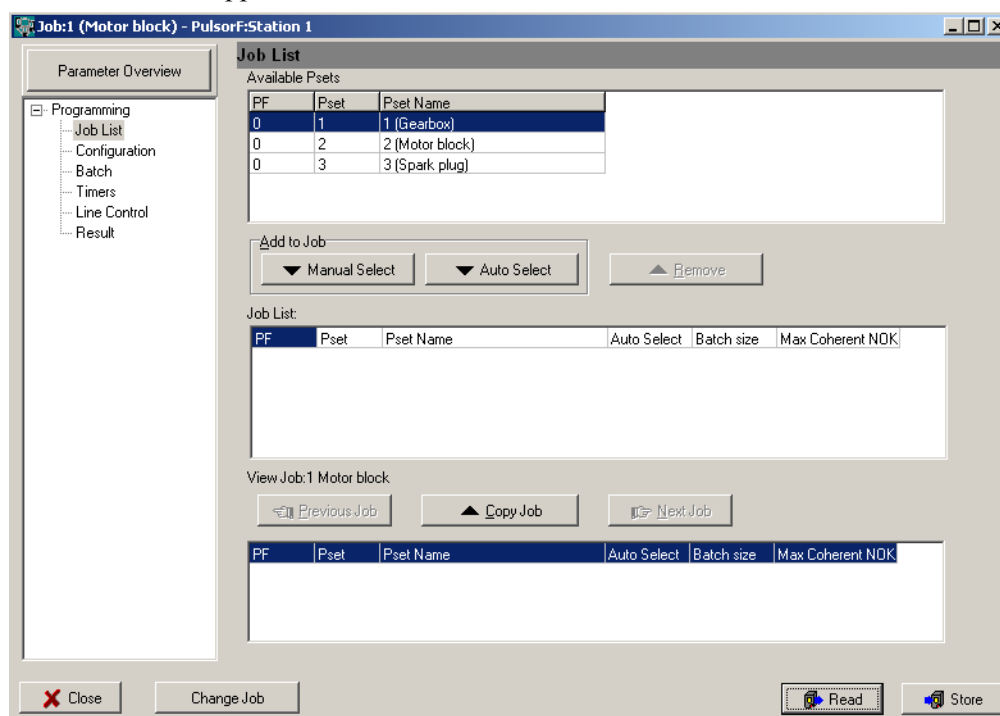 Job:1 (Motor block) - PulsorF:Station 1
Parameter Overview
Programming
Job List
Configuration
Batch
Timers
Line Control
Result
Job List
Available Psets
PF Pset Pset Name
0 1 1 (Gearbox)
0 2 2 (Motor block)
0 3 3 (Spark plug)
Add to Job
Manual Select Auto Select Remove
Job List:
PF Pset Pset Name Auto Select Batch size Max Coherent NOK
View Job:1 Motor block
Previous Job Copy Job Next Job
PF Pset Pset Name Auto Select Batch size Max Coherent NOK
Close Change Job Read Store